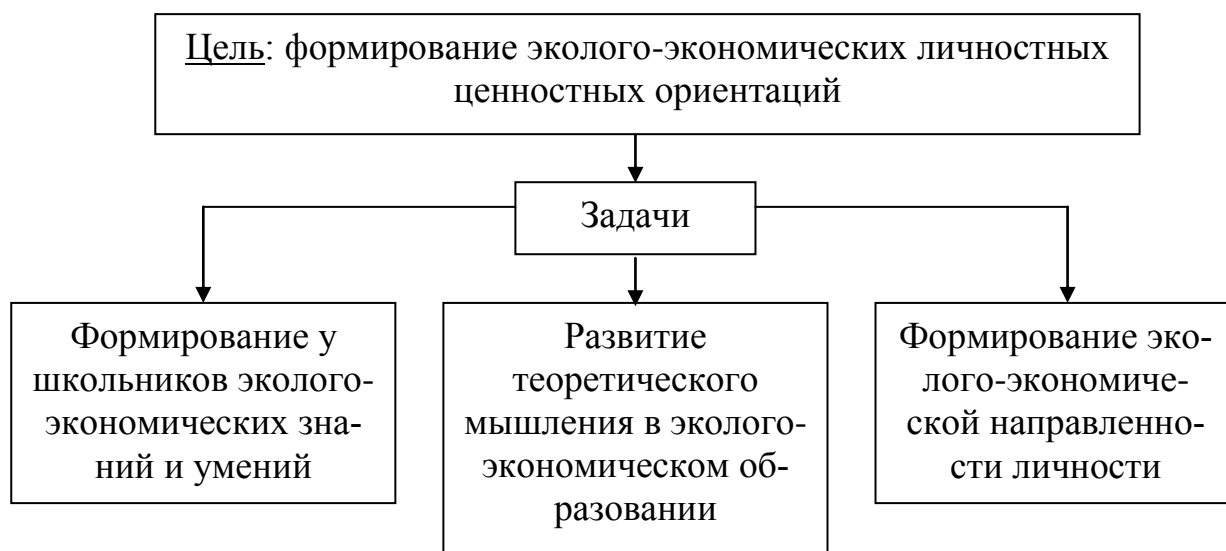 Цель: формирование эколого-экономических личностных
ценностных ориентаций
Задачи
Формирование у
школьников эколого-
экономических зна-
ний и умений
Развитие
теоретического
мышления в эколого-
экономическом об-
разовании
Формирование эко-
лого-экономиче-
ской направленно-
сти личности